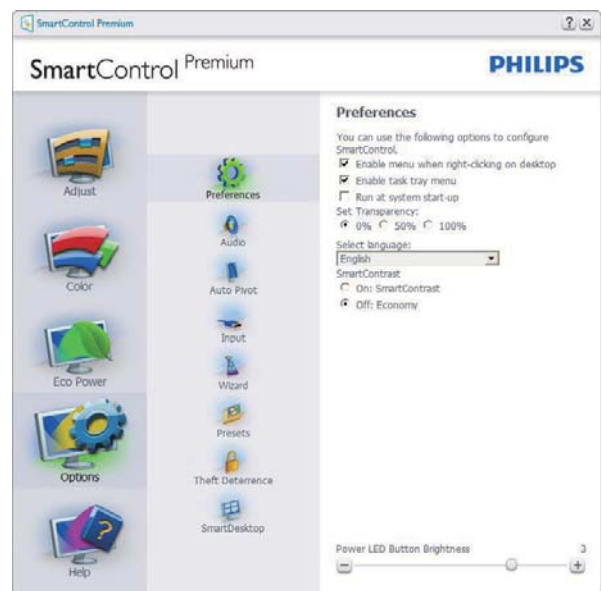 SmartControl Premium
SmartControl Premium
PHILIPS
Adjust
Color
Eco Power
Options
Help
Preferences
Audio
Auto Pivot
Input
Wizard
Presets
Theft Deterrence
SmartDesktop
Preferences
You can use the following options to configure
SmartControl.
Enable menu when right-clicking on desktop
Enable task tray menu
Run at system start-up
Set Transparency:
0% 50% 100%
Select language:
English
SmartContrast
On: SmartContrast
Off: Economy
Power LED Button Brightness 3